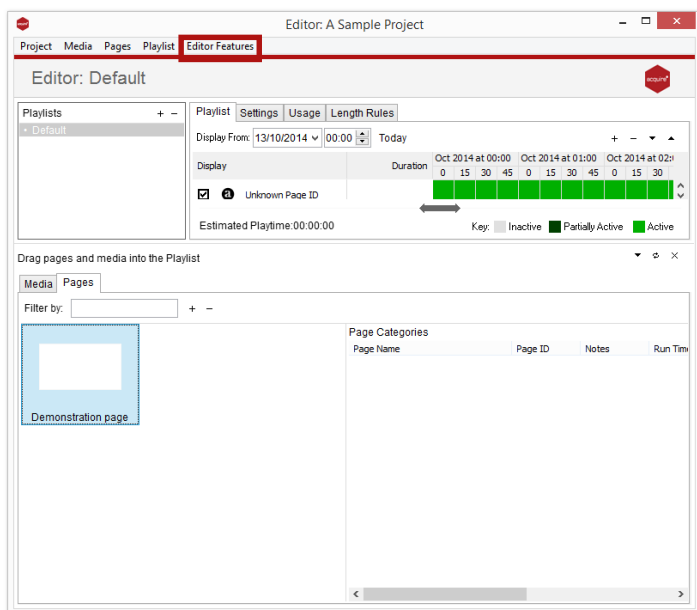 acquire
Editor: A Sample Project
Project Media Pages Playlist Editor Features
Editor: Default
acquire
Playlists + −
• Default
Playlist Settings Usage Length Rules
Display From: 13/10/2014 00:00 Today + −
Display Duration Oct 2014 at 00:00 Oct 2014 at 01:00 Oct 2014 at 02:
0 15 30 45 0 15 30 45 0 15 30
a Unknown Page ID
Estimated Playtime:00:00:00 Key: Inactive Partially Active Active
Drag pages and media into the Playlist
Media Pages
Filter by: + −
Page Categories
Page Name Page ID Notes Run Time
Demonstration page